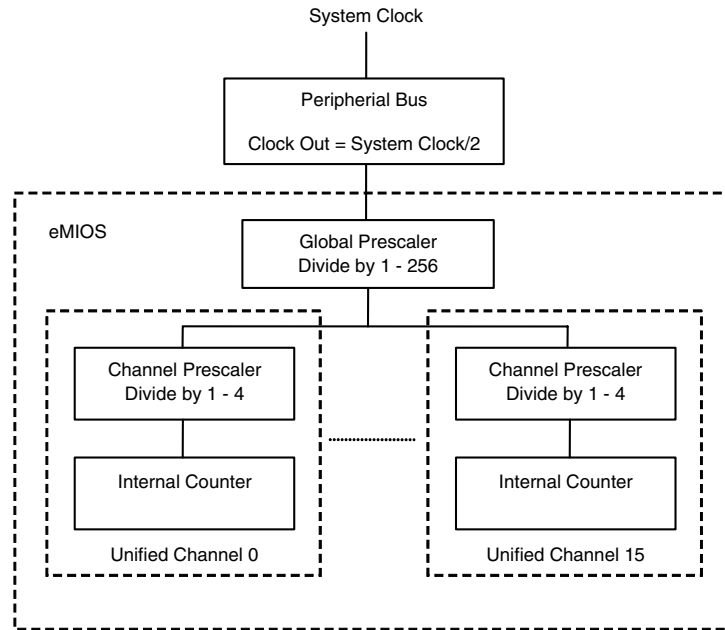 System Clock
Peripherial Bus
Clock Out = System Clock/2
eMIOS
Global Prescaler
Divide by 1 - 256
Channel Prescaler
Divide by 1 - 4
Channel Prescaler
Divide by 1 - 4
Internal Counter
Internal Counter
Unified Channel 0
Unified Channel 15